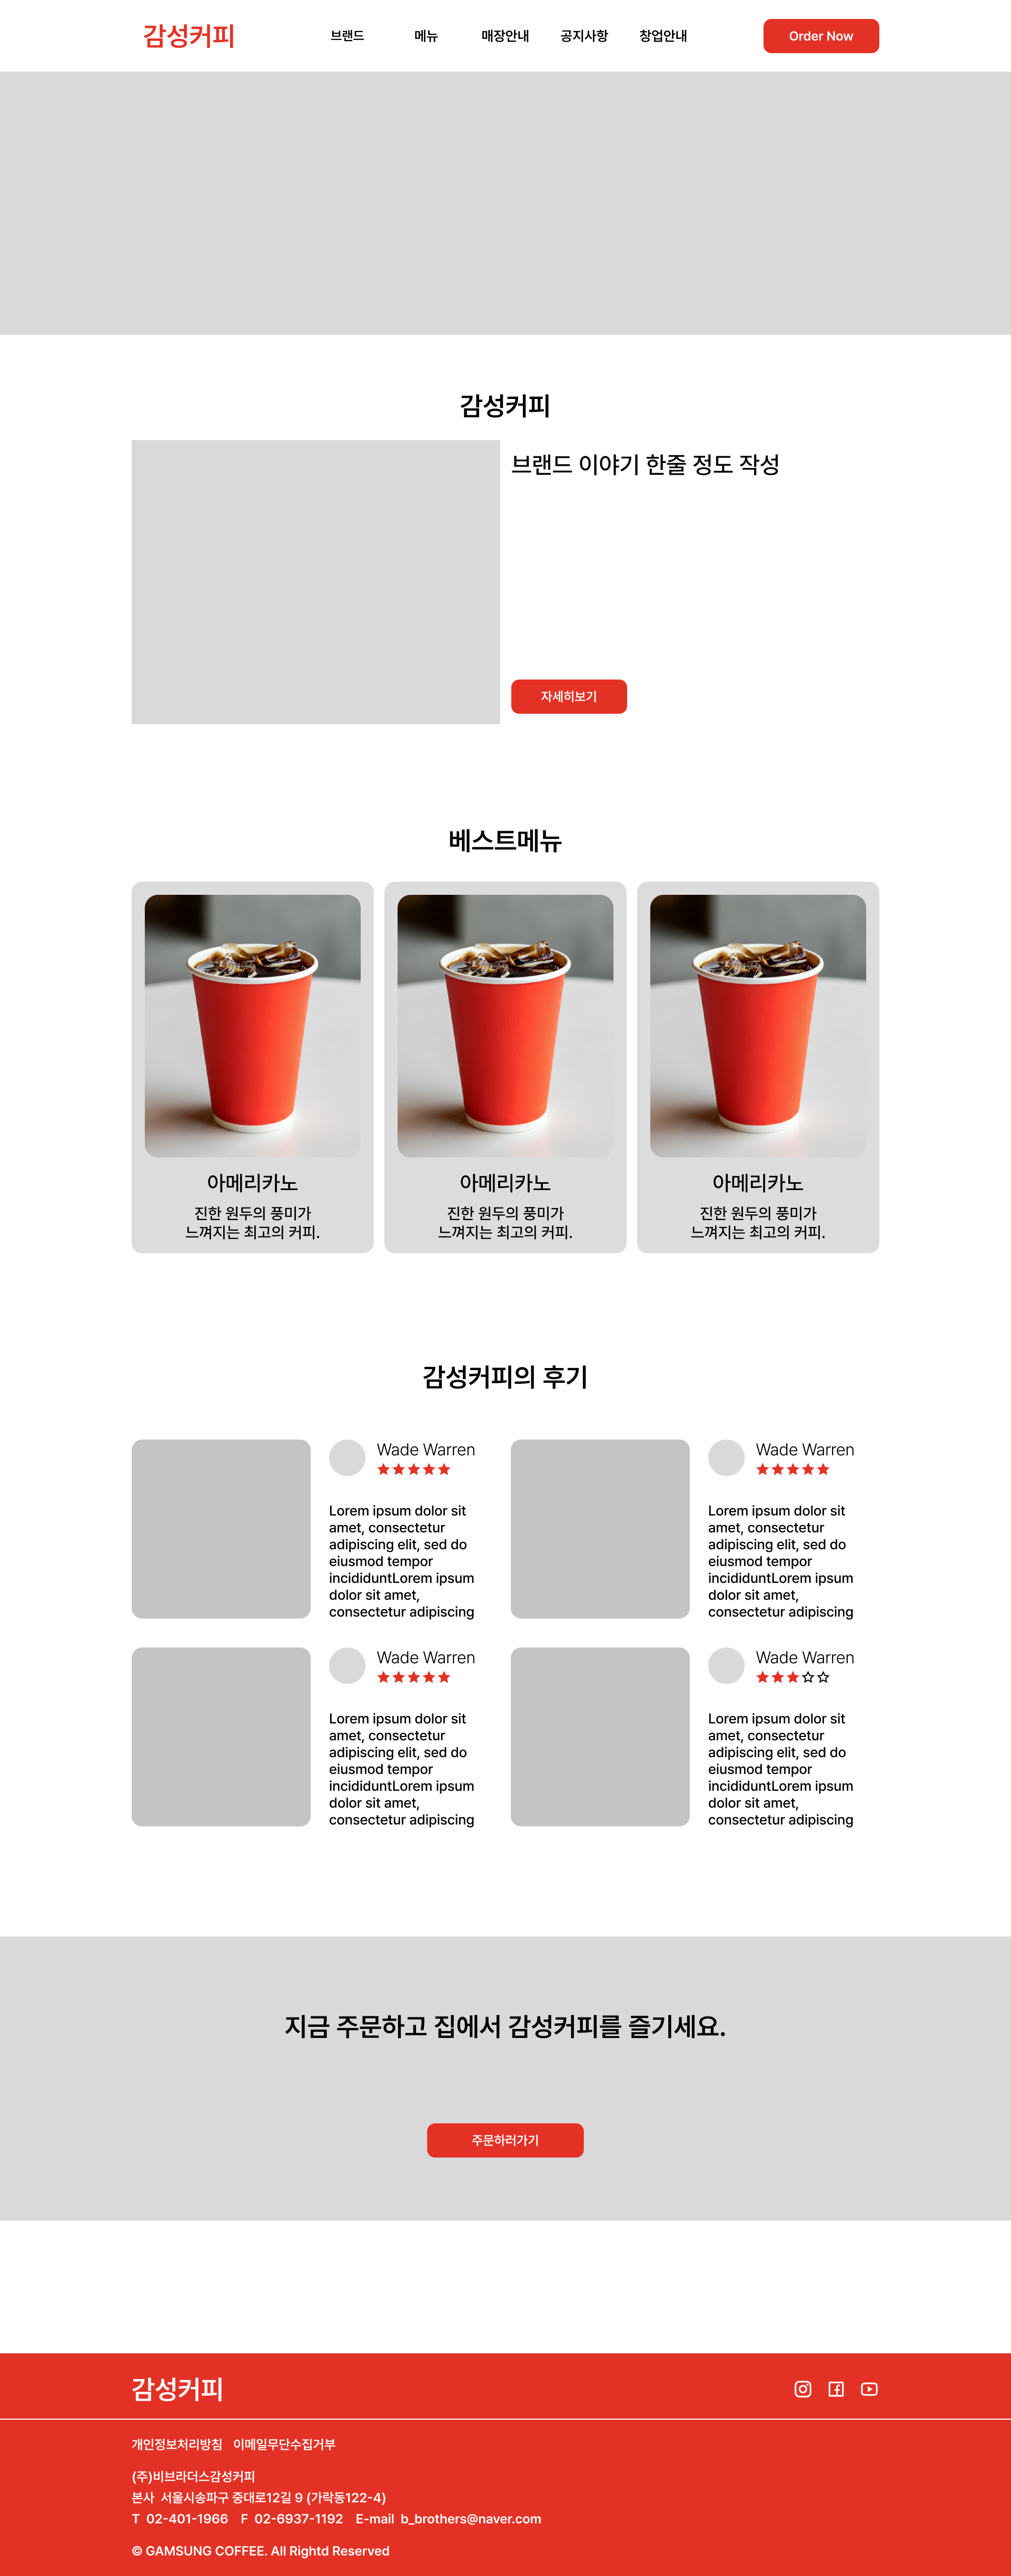 감성커피
브랜드 메뉴 매장안내 공지사항 창업안내
Order Now
감성커피
브랜드 이야기 한줄 정도 작성
자세히보기
베스트메뉴
아메리카노
진한 원두의 풍미가
느껴지는 최고의 커피.
아메리카노
진한 원두의 풍미가
느껴지는 최고의 커피.
아메리카노
진한 원두의 풍미가
느껴지는 최고의 커피.
감성커피의 후기
Wade Warren
Lorem ipsum dolor sit
amet, consectetur
adipiscing elit, sed do
eiusmod tempor
incididuntLorem ipsum
dolor sit amet,
consectetur adipiscing
Wade Warren
Lorem ipsum dolor sit
amet, consectetur
adipiscing elit, sed do
eiusmod tempor
incididuntLorem ipsum
dolor sit amet,
consectetur adipiscing
Wade Warren
Lorem ipsum dolor sit
amet, consectetur
adipiscing elit, sed do
eiusmod tempor
incididuntLorem ipsum
dolor sit amet,
consectetur adipiscing
Wade Warren
Lorem ipsum dolor sit
amet, consectetur
adipiscing elit, sed do
eiusmod tempor
incididuntLorem ipsum
dolor sit amet,
consectetur adipiscing
지금 주문하고 집에서 감성커피를 즐기세요.
주문하러가기
감성커피
개인정보처리방침 이메일무단수집거부
(주)비브라더스감성커피
본사 서울시송파구 중대로12길 9 (가락동122-4)
T 02-401-1966 F 02-6937-1192 E-mail b_brothers@naver.com
© GAMSUNG COFFEE. All Rightd Reserved